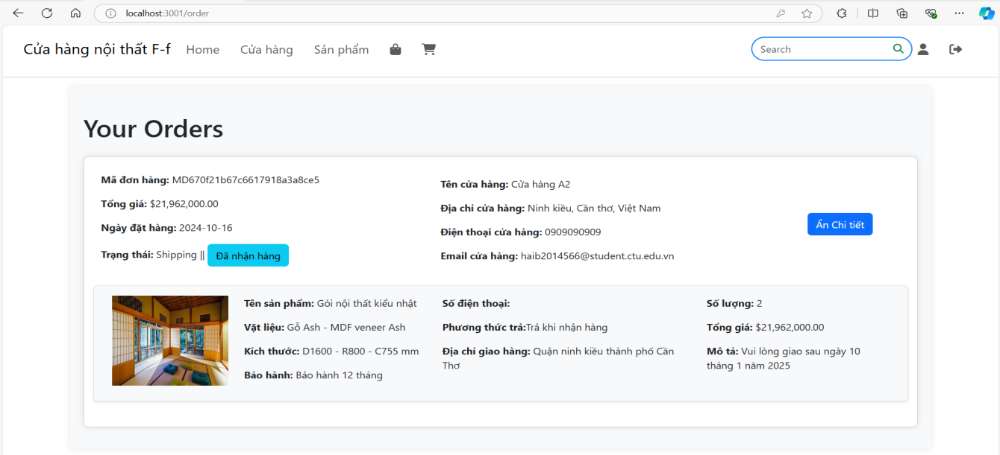 localhost:3001/order
Cửa hàng nội thất F-f Home Cửa hàng Sản phẩm Search
Your Orders
Mã đơn hàng: MD670f21b67c6617918a3a8ce5
Tổng giá: $21,962,000.00
Ngày đặt hàng: 2024-10-16
Trạng thái: Shipping || Đã nhận hàng
Tên cửa hàng: Cửa hàng A2
Địa chỉ cửa hàng: Ninh kiều, Cần thơ, Việt Nam
Điện thoại cửa hàng: 0909090909
Email cửa hàng: haib2014566@student.ctu.edu.vn
Ẩn Chi tiết
Tên sản phẩm: Gói nội thất kiểu nhật
Vật liệu: Gỗ Ash - MDF veneer Ash
Kích thước: D1600 - R800 - C755 mm
Bảo hành: Bảo hành 12 tháng
Số điện thoại:
Phương thức trả:Trả khi nhận hàng
Địa chỉ giao hàng: Quận ninh kiều thành phố Cần
Thơ
Số lượng: 2
Tổng giá: $21,962,000.00
Mô tả: Vui lòng giao sau ngày 10
tháng 1 năm 2025